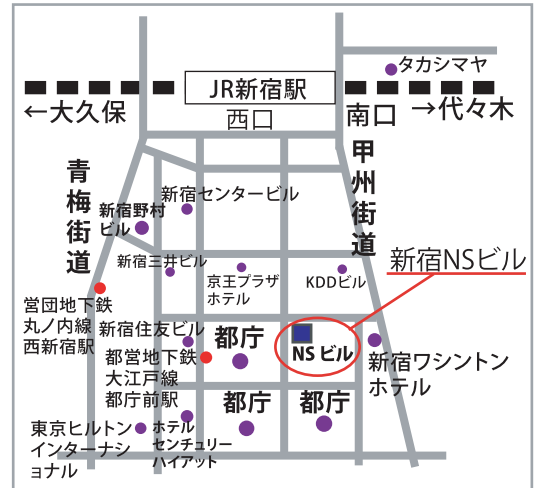 タカシマヤ
JR新宿駅
←大久保
西口
南口
→代々木
青梅街道
甲州街道
新宿センタービル
新宿野村
ビル
新宿NSビル
新宿三井ビル
京王プラザ
ホテル
KDDビル
営団地下鉄
丸ノ内線
西新宿駅
新宿住友ビル
都庁
NS ビル
都営地下鉄
大江戸線
都庁前駅
新宿ワシントン
ホテル
都庁
都庁
東京ヒルトン
インターナシ
ョナル
ホテル
センチュリー
ハイアット